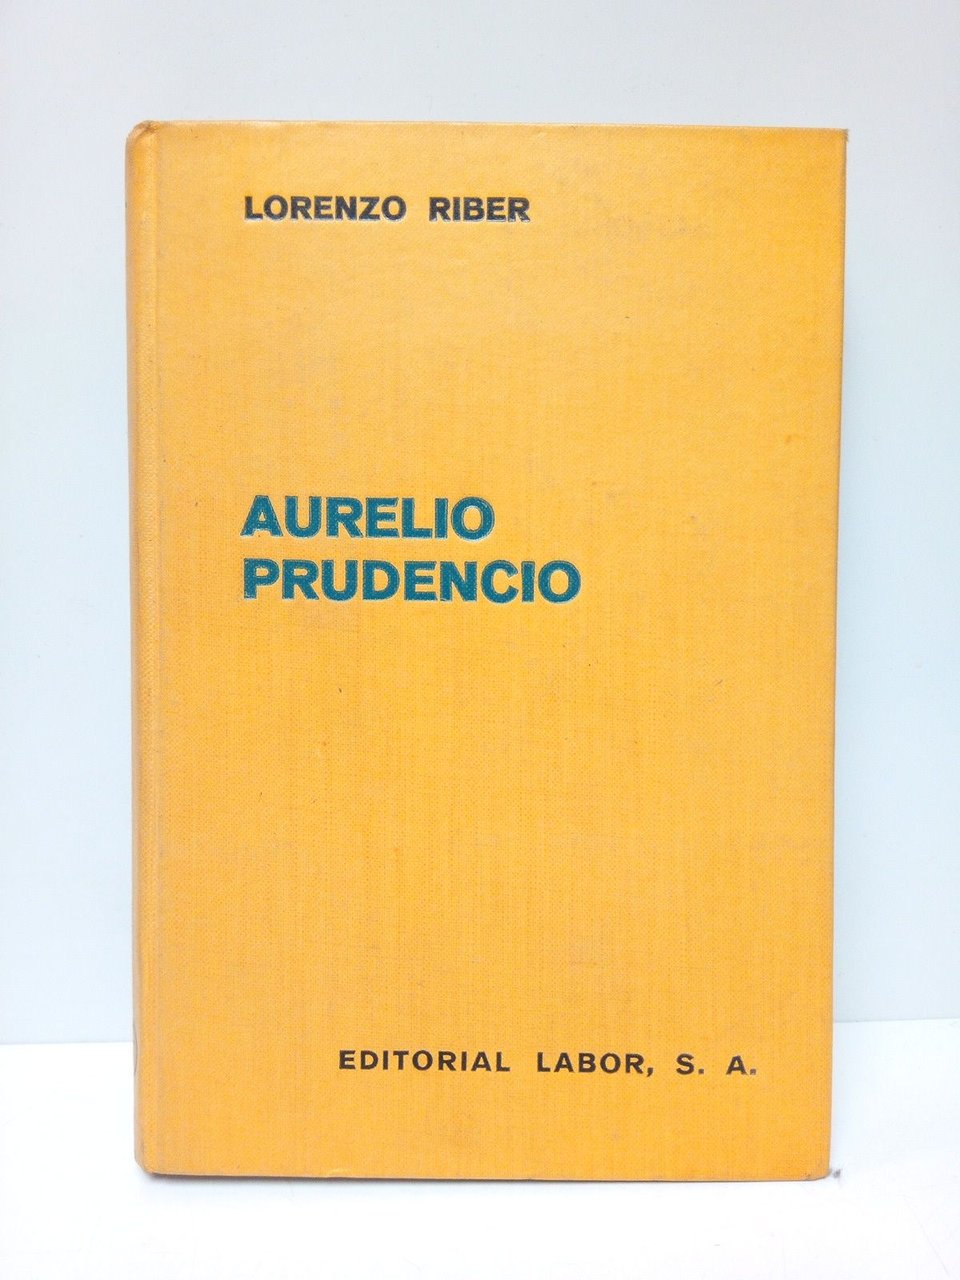 LORENZO RIBER
AURELIO
PRUDENCIO
EDITORIAL LABOR, S. A.